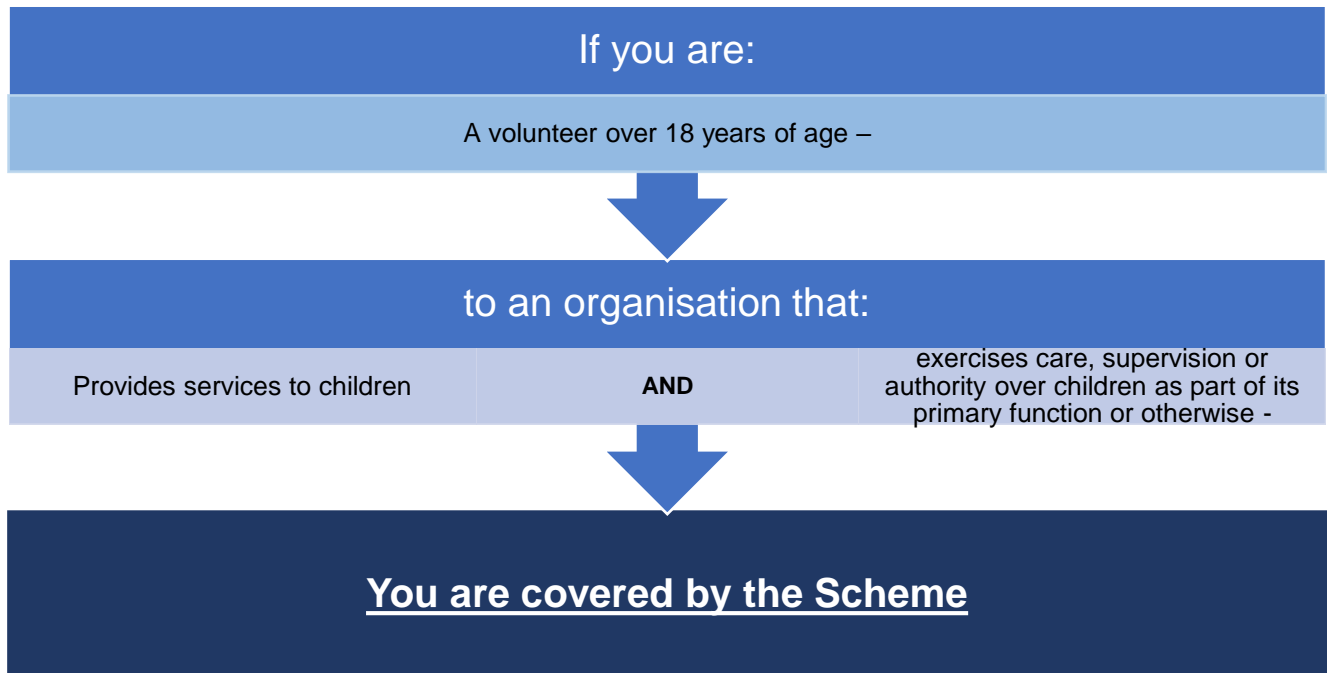 If you are:
A volunteer over 18 years of age –
to an organisation that:
Provides services to children
AND
exercises care, supervision or
authority over children as part of its
primary function or otherwise -
You are covered by the Scheme